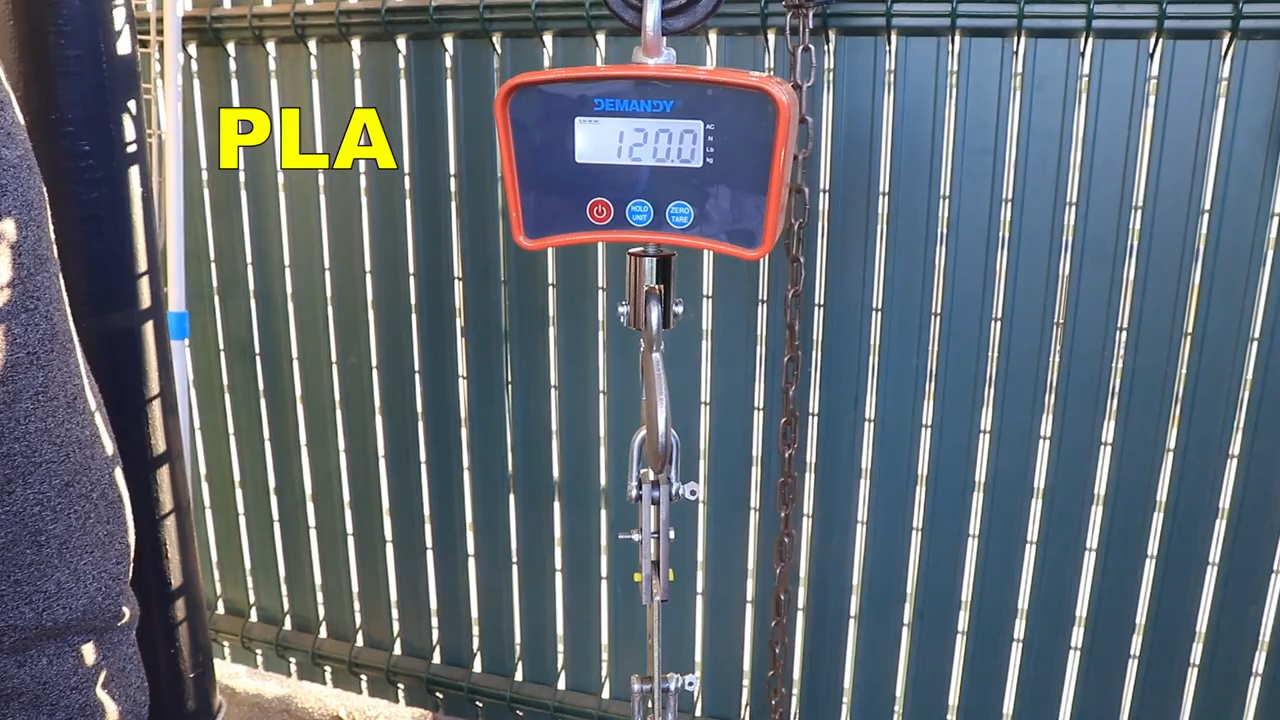 PLA
DEMANDY
120.0
AC
N
Lb
kg
HOLD
UNIT
ZERO
TARE